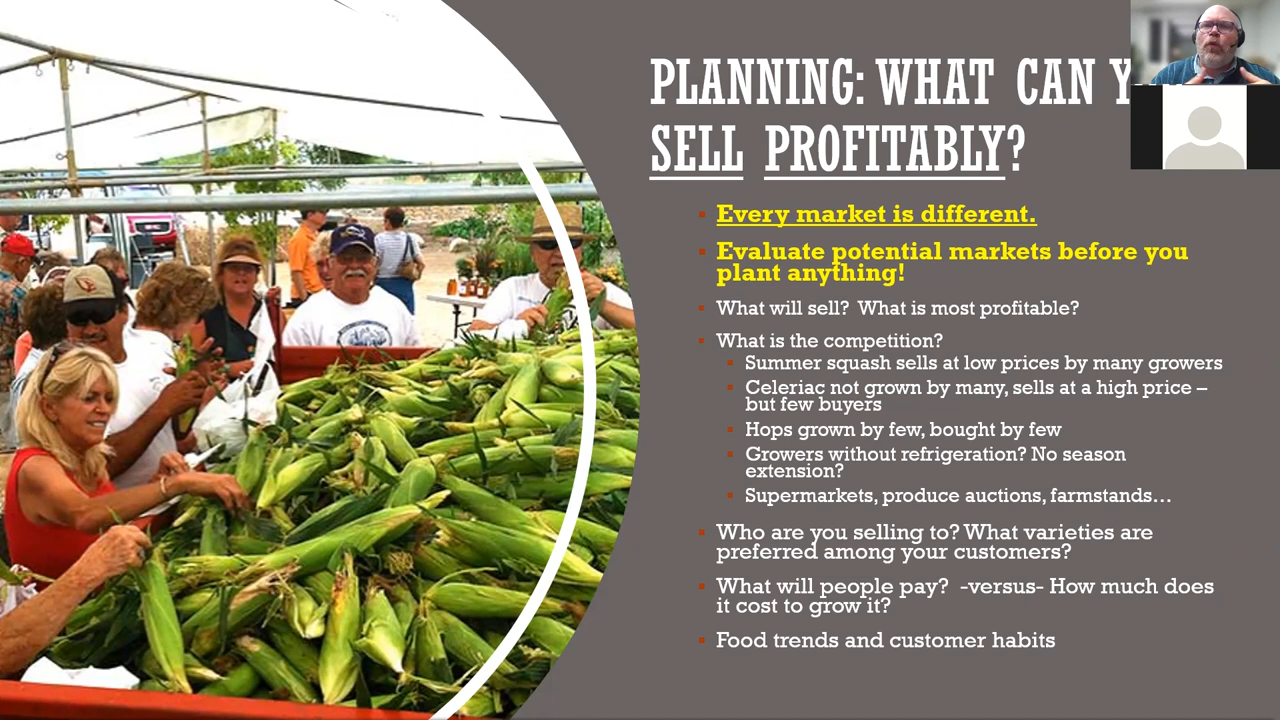 PLANNING: WHAT CAN
SELL PROFITABLY?
Every market is different.
Evaluate potential markets before you
plant anything!
What will sell? What is most profitable?
What is the competition?
Summer squash sells at low prices by many growers
Celeriac not grown by many, sells at a high price –
but few buyers
Hops grown by few, bought by few
Growers without refrigeration? No season
extension?
Supermarkets, produce auctions, farmstands...
Who are you selling to? What varieties are
preferred among your customers?
What will people pay? -versus- How much does
it cost to grow it?
Food trends and customer habits